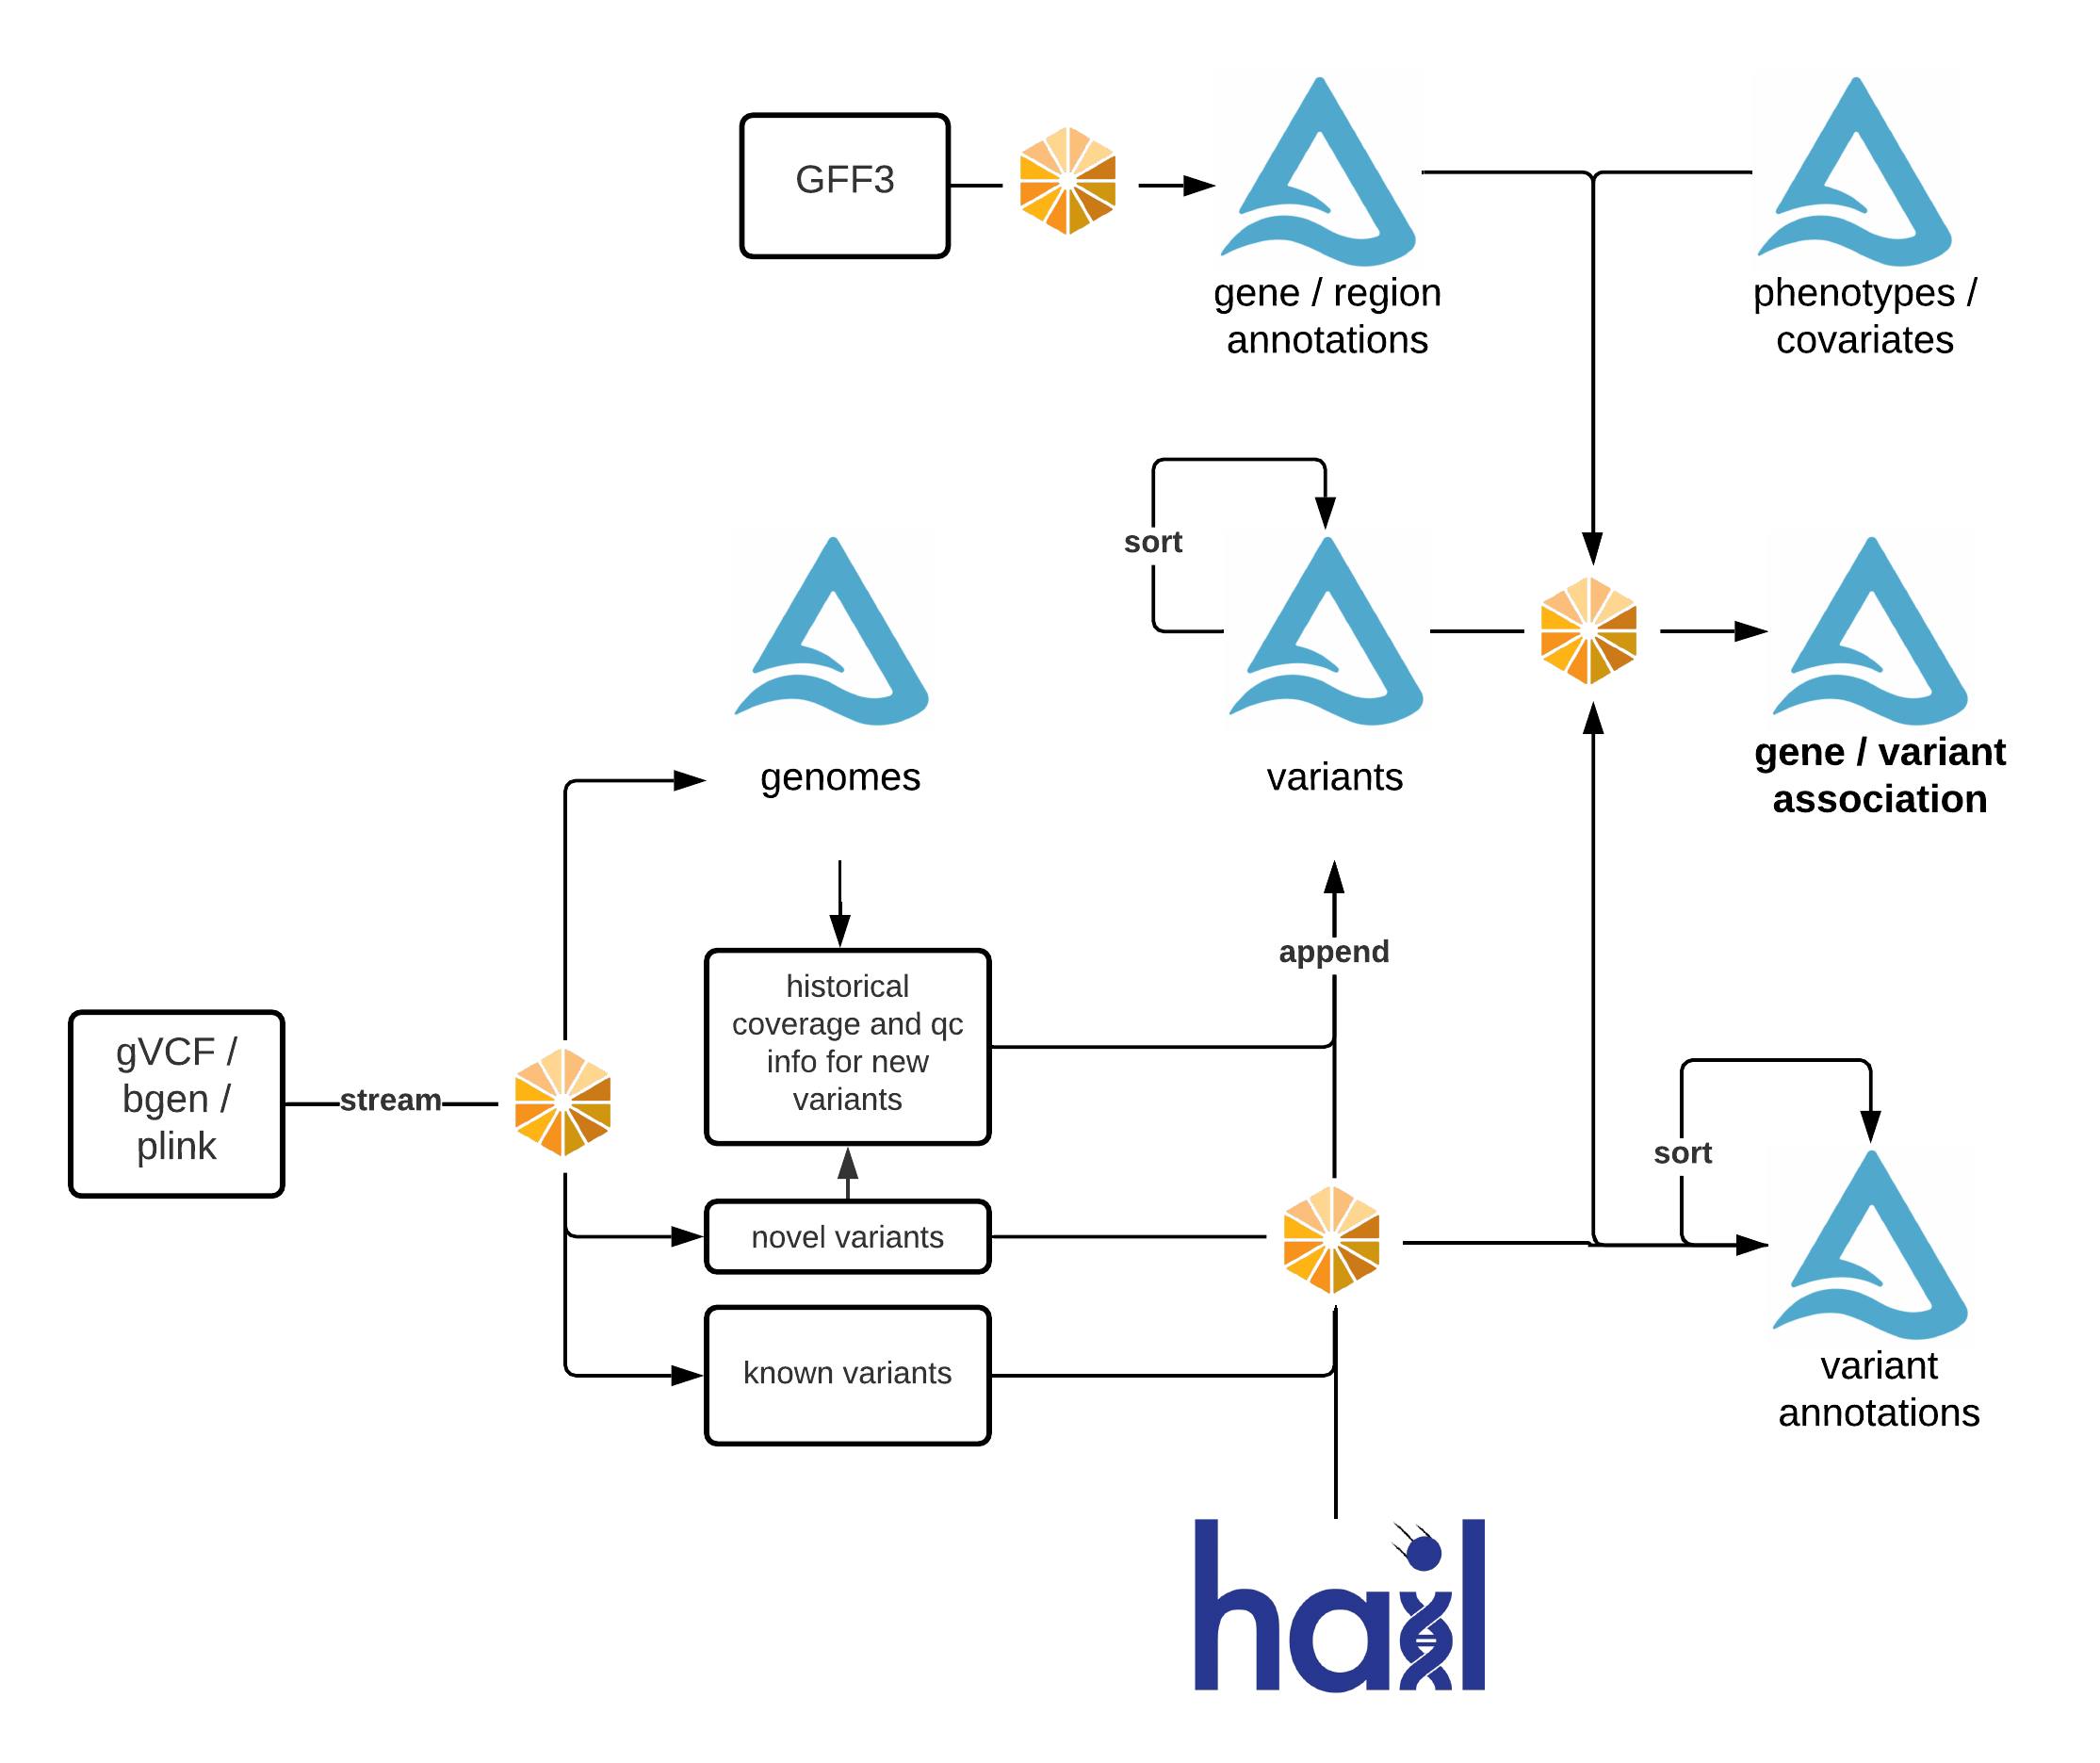 GFF3
gene / region
annotations
phenotypes /
covariates
sort
genomes
variants
gene / variant
association
append
historical
coverage and qc
info for new
variants
gVCF /
bgen /
plink
stream
sort
novel variants
known variants
variant
annotations
hail